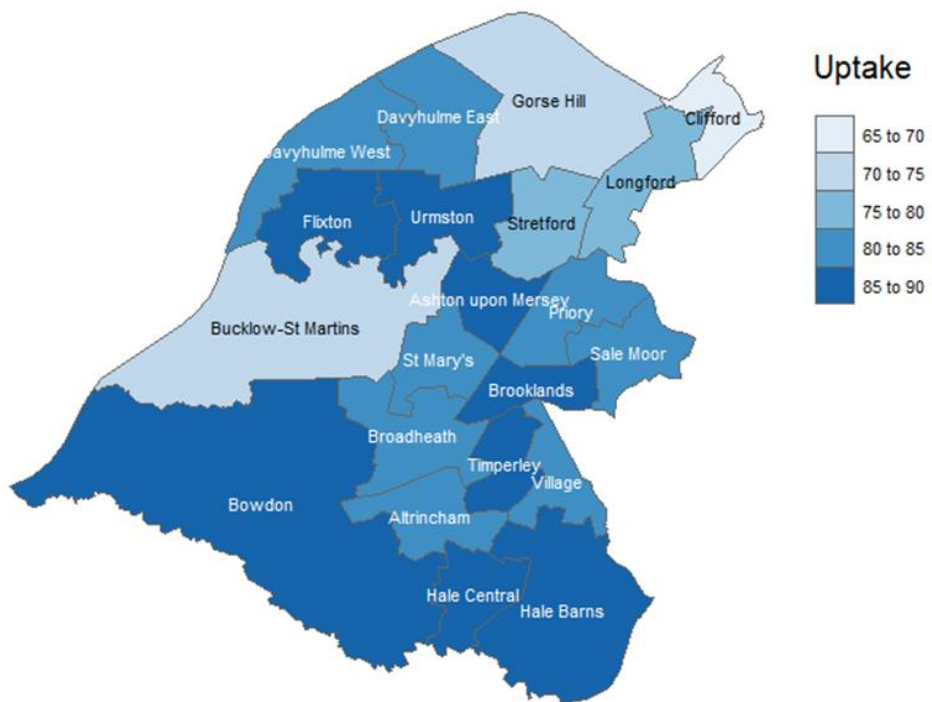 Uptake
65 to 70
70 to 75
75 to 80
80 to 85
85 to 90
Gorse Hill
Clifford
Davyhulme East
Davyhulme West
Longford
Flixton
Urmston
Stretford
Ashton upon Mersey
Priory
Bucklow-St Martins
St Mary's
Sale Moor
Brooklands
Broadheath
Timperley
Village
Bowdon
Altrincham
Hale Central
Hale Barns